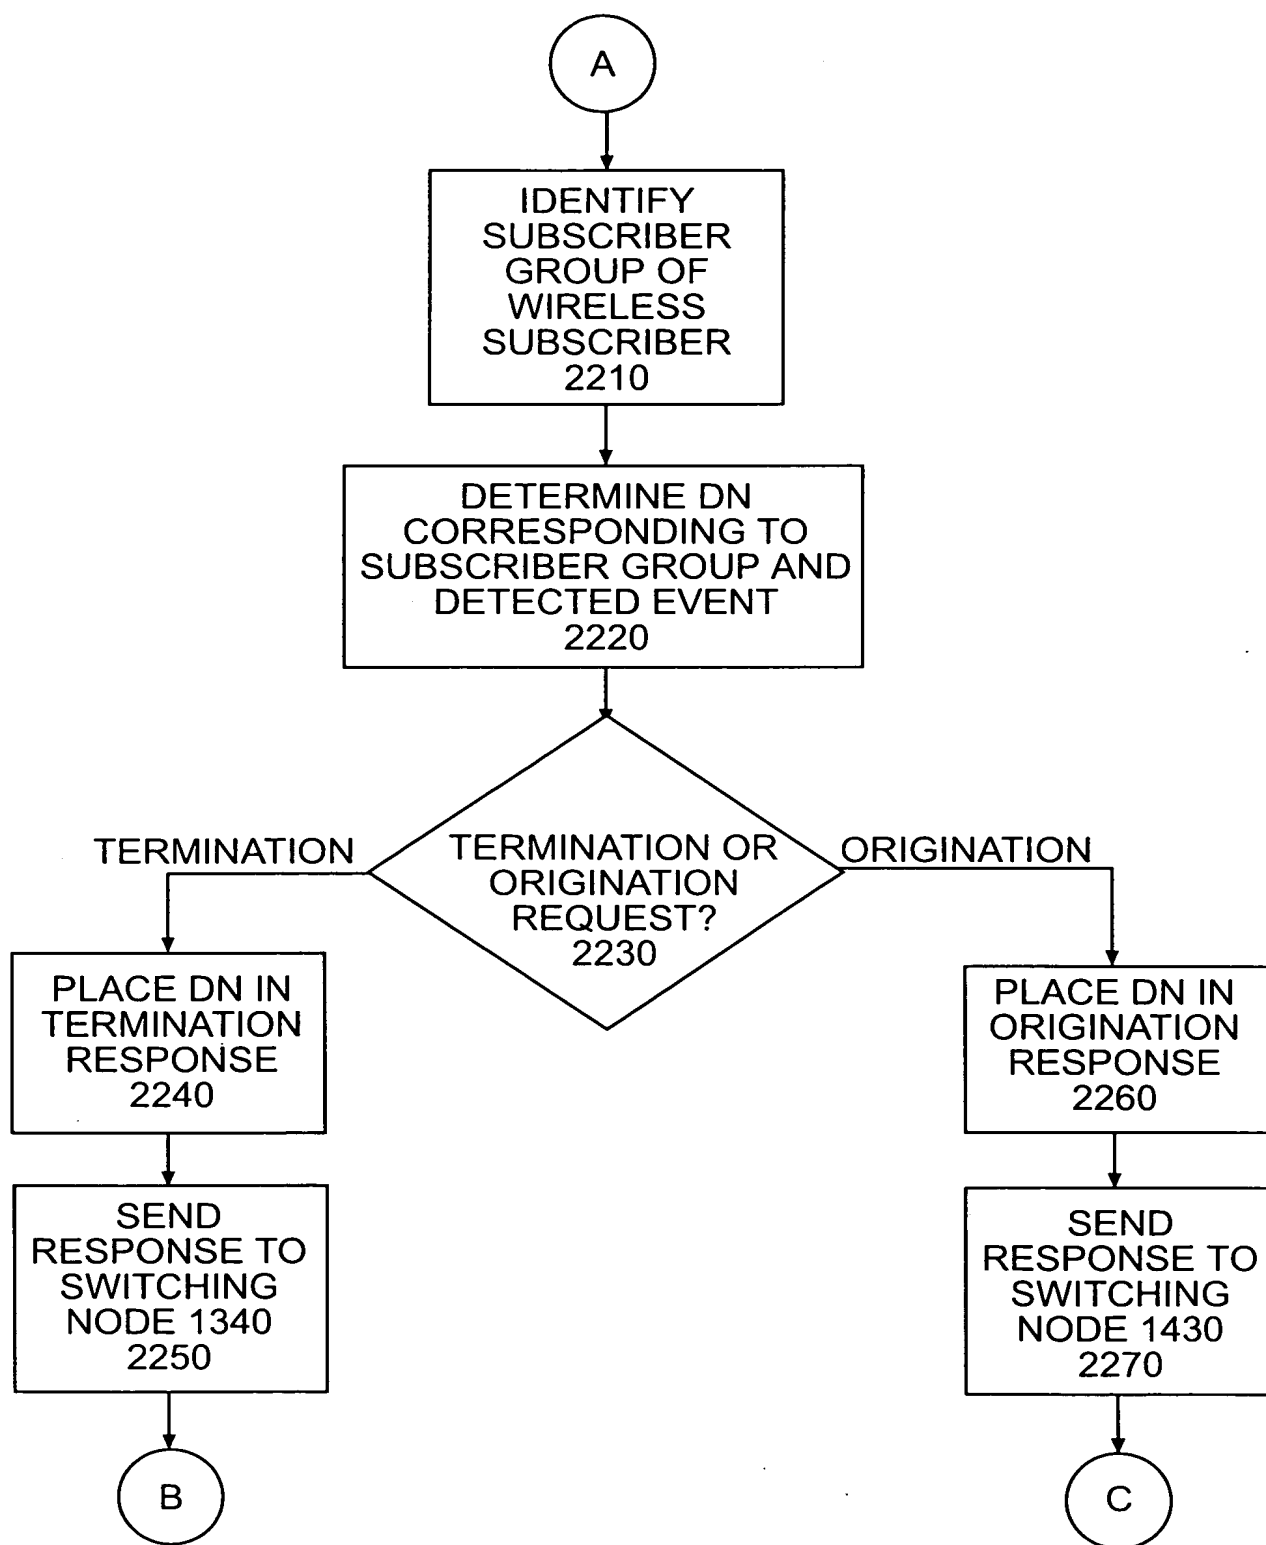 A
IDENTIFY
SUBSCRIBER
GROUP OF
WIRELESS
SUBSCRIBER
2210
DETERMINE DN
CORRESPONDING TO
SUBSCRIBER GROUP AND
DETECTED EVENT
2220
TERMINATION
TERMINATION OR
ORIGINATION
REQUEST?
2230
ORIGINATION
PLACE DN IN
TERMINATION
RESPONSE
2240
PLACE DN IN
ORIGINATION
RESPONSE
2260
SEND
RESPONSE TO
SWITCHING
NODE 1340
2250
SEND
RESPONSE TO
SWITCHING
NODE 1430
2270
B
C